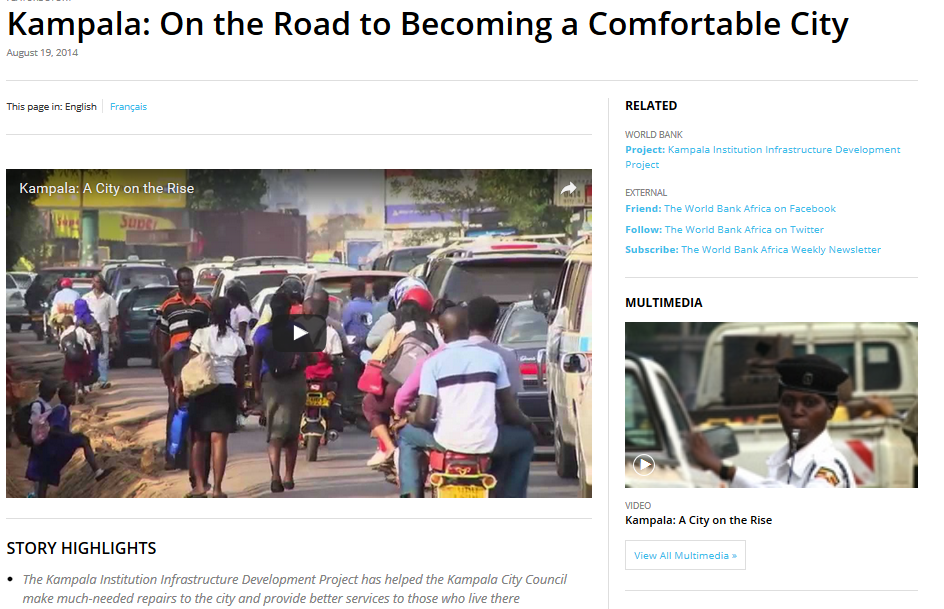 Kampala: On the Road to Becoming a Comfortable City
August 19, 2014
This page in: English
Français
Kampala: A City on the Rise
Super
STORY HIGHLIGHTS
• The Kampala Institution Infrastructure Development Project has helped the Kampala City Council
make much-needed repairs to the city and provide better services to those who live there
RELATED
WORLD BANK
Project: Kampala Institution Infrastructure Development
Project
EXTERNAL
Friend: The World Bank Africa on Facebook
Follow: The World Bank Africa on Twitter
Subscribe: The World Bank Africa Weekly Newsletter
MULTIMEDIA
VIDEO
Kampala: A City on the Rise
View All Multimedia »